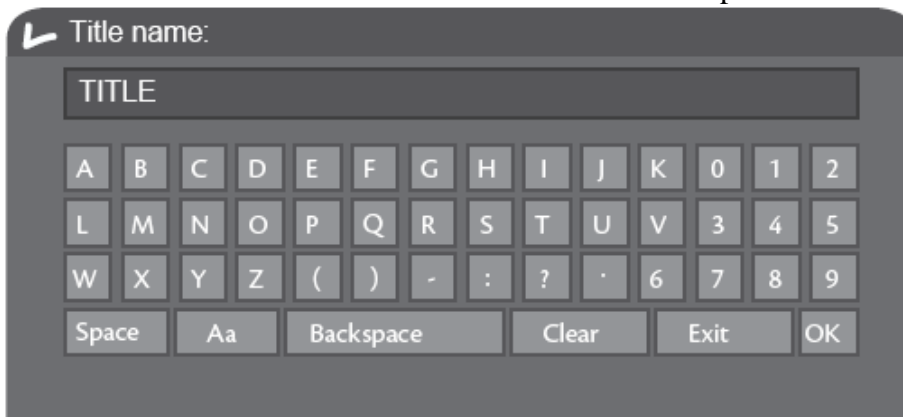 Title name:
TITLE
A B C D E F G H I J K 0 1 2
L M N O P Q R S T U V 3 4 5
W X Y Z ( ) - : ? · 6 7 8 9
Space Aa Backspace Clear Exit OK